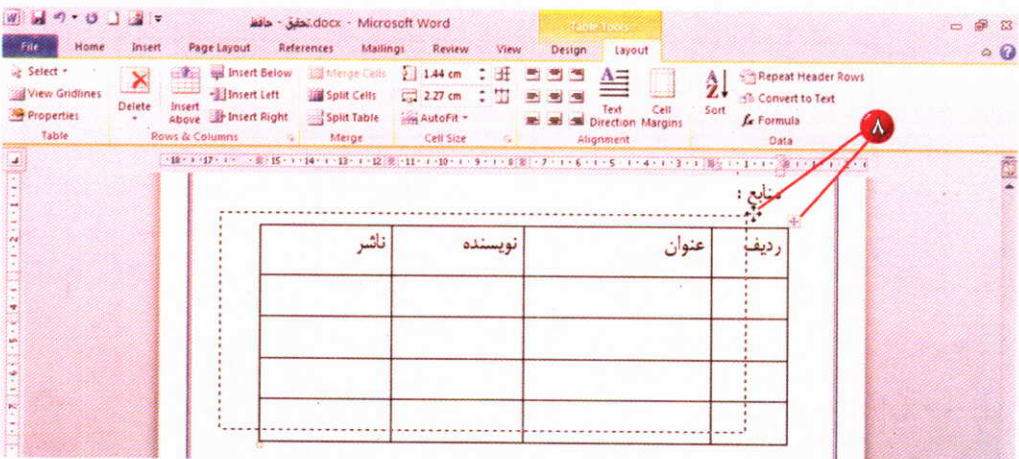 تحقیق - حافظ.docx - Microsoft Word
Table Tools
File Home Insert Page Layout References Mailings Review View Design Layout
Select
View Gridlines
Properties
Table
Delete
Insert Above
Insert Below
Insert Left
Insert Right
Rows & Columns
Merge Cells
Split Cells
Split Table
Merge
1.44 cm
2.27 cm
AutoFit
Cell Size
Text Direction
Cell Margins
Alignment
Sort
Repeat Header Rows
Convert to Text
Formula
Data
۸
منابع :
ردیف عنوان نویسنده ناشر